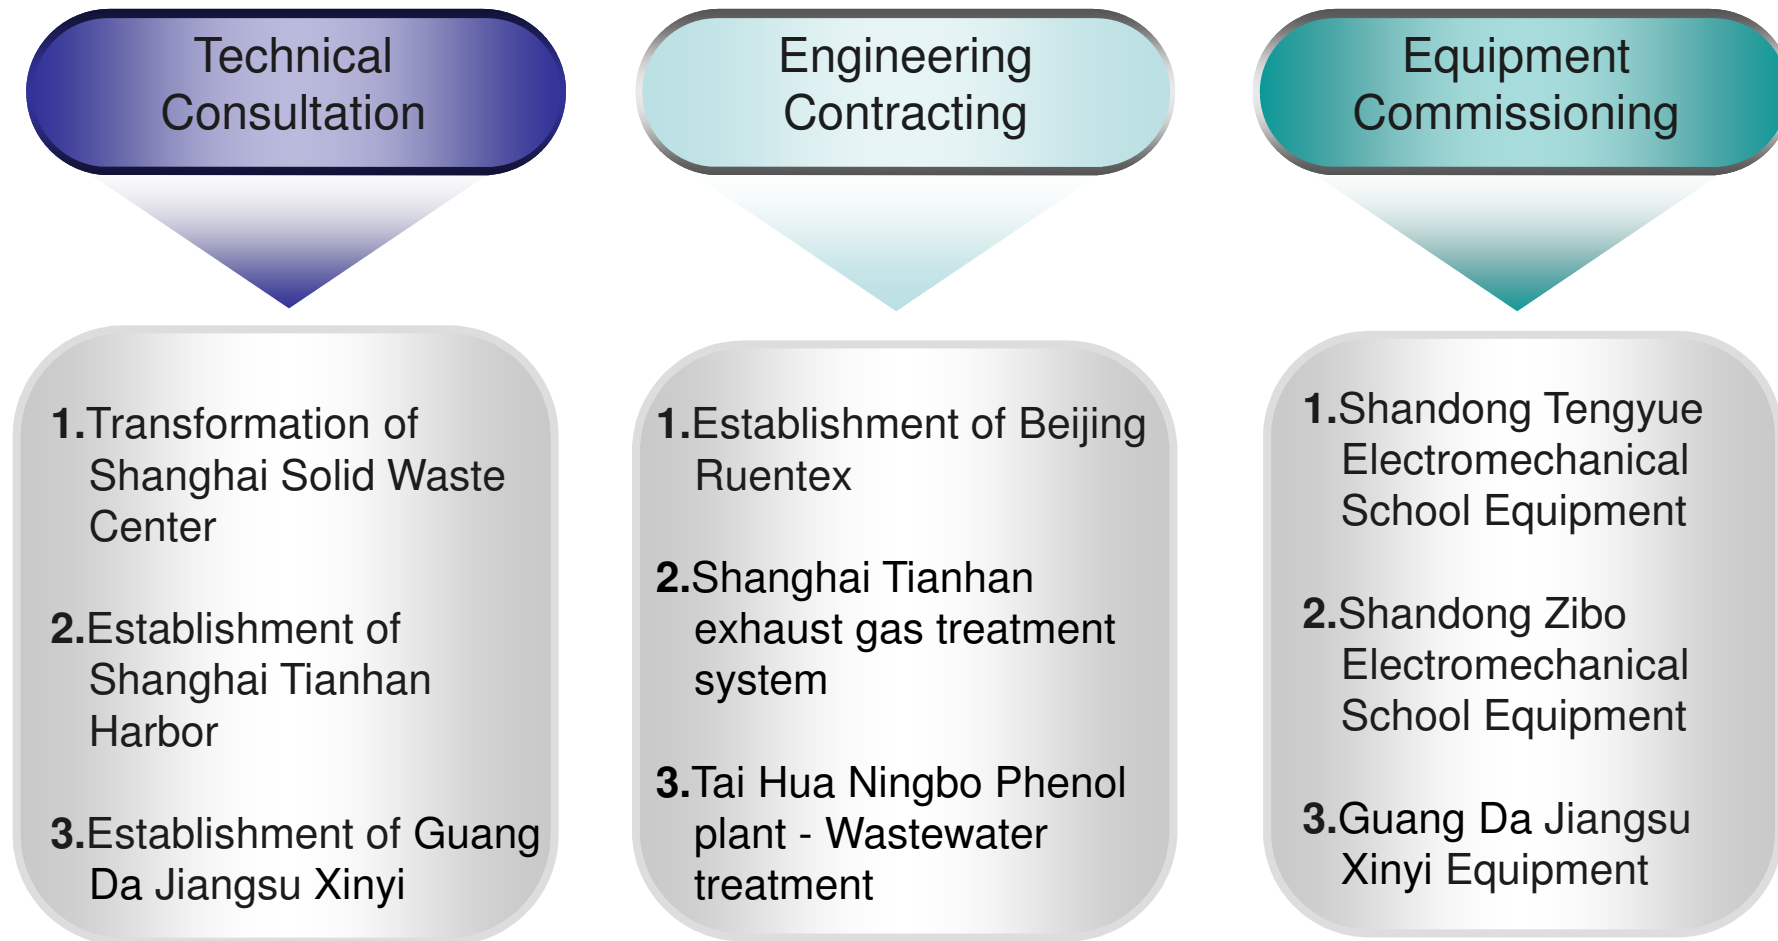 Technical
Consultation
1.Transformation of
Shanghai Solid Waste
Center
2.Establishment of
Shanghai Tianhan
Harbor
3.Establishment of Guang
Da Jiangsu Xinyi
Engineering
Contracting
1.Establishment of Beijing
Ruentex
2.Shanghai Tianhan
exhaust gas treatment
system
3.Tai Hua Ningbo Phenol
plant - Wastewater
treatment
Equipment
Commissioning
1.Shandong Tengyue
Electromechanical
School Equipment
2.Shandong Zibo
Electromechanical
School Equipment
3.Guang Da Jiangsu
Xinyi Equipment